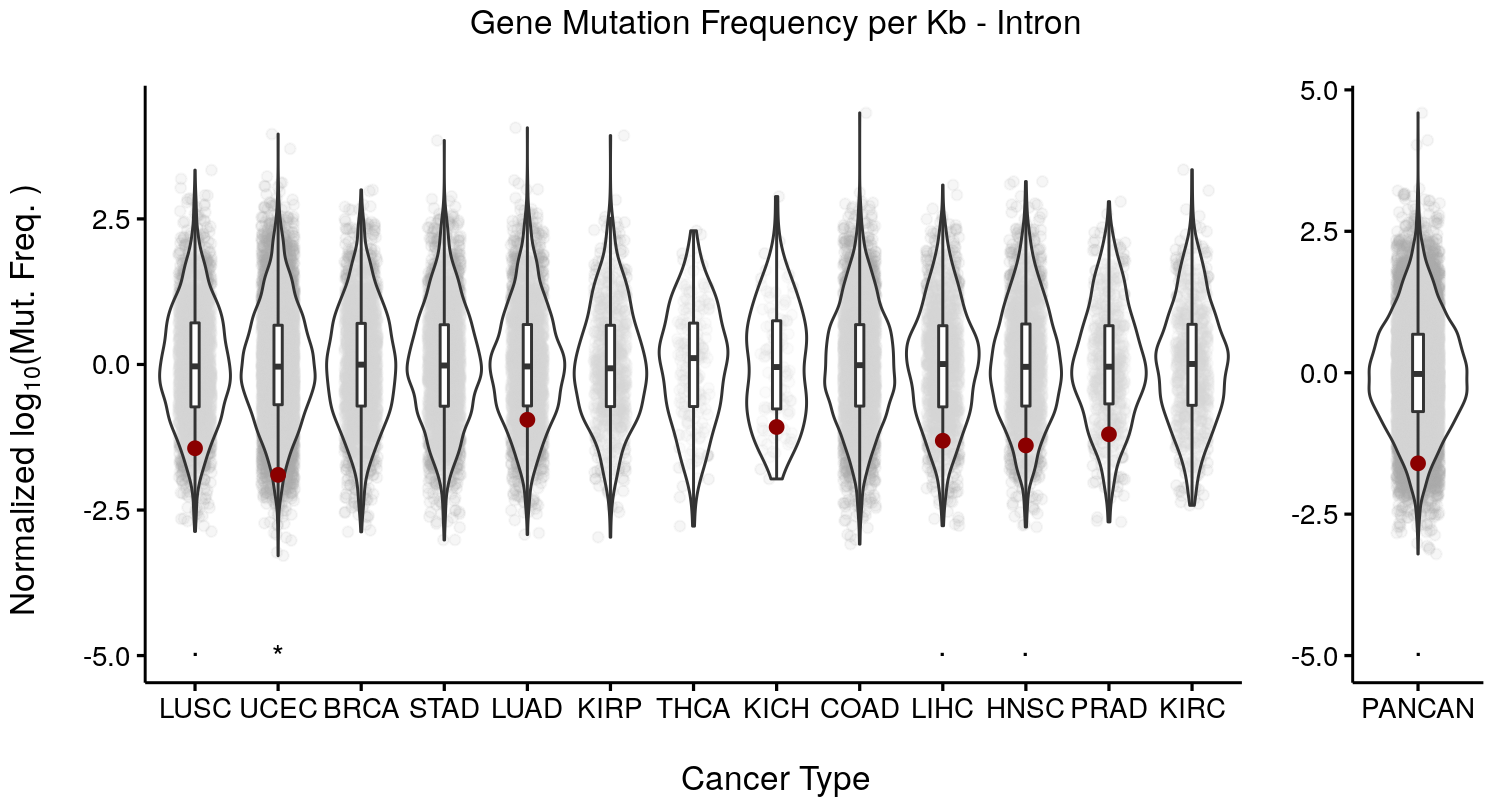 Gene Mutation Frequency per Kb - Intron
Normalized log₁₀(Mut. Freq. )
2.5
0.0
-2.5
-5.0
. * . .
LUSC UCEC BRCA STAD LUAD KIRP THCA KICH COAD LIHC HNSC PRAD KIRC
5.0
2.5
0.0
-2.5
-5.0
.
PANCAN
Cancer Type